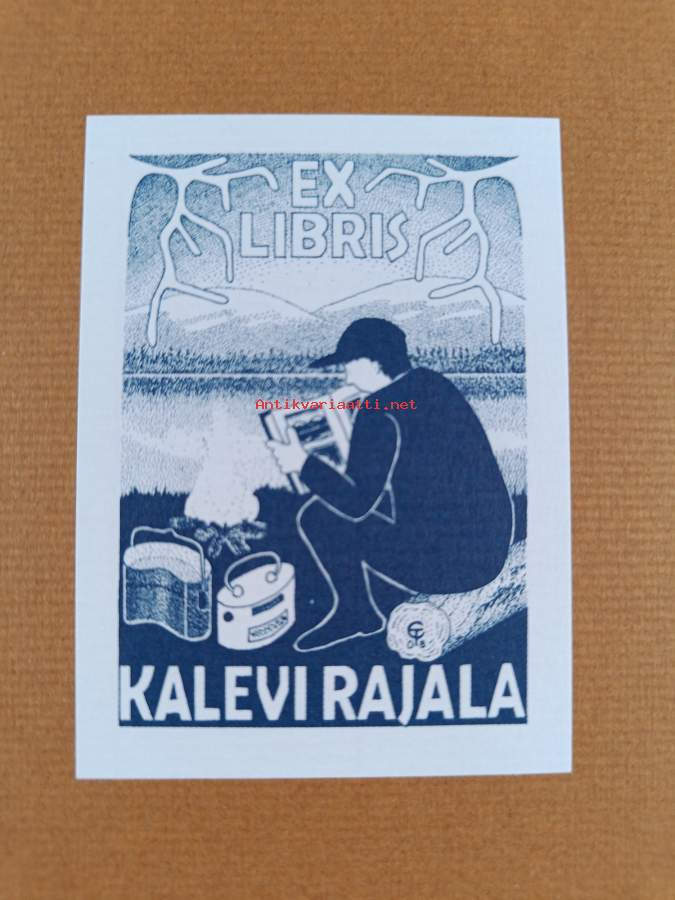 EX
LIBRIS
Antikvariaatti.net
KALEVI RAJALA